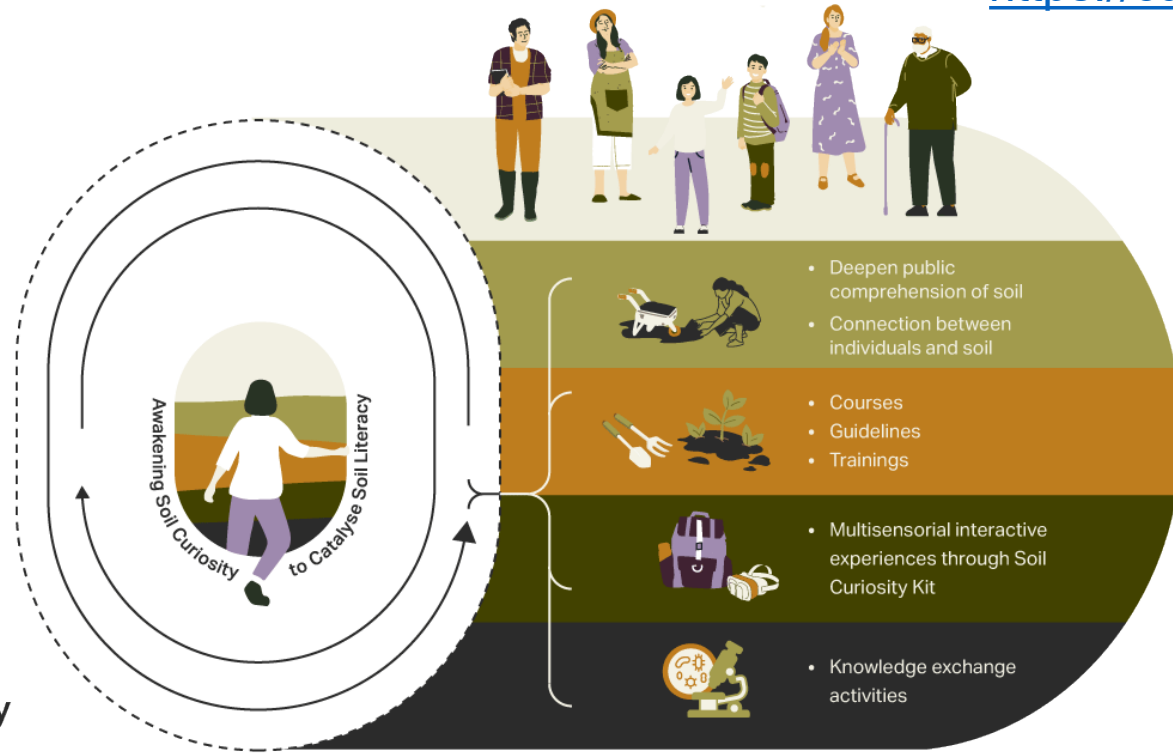 Awakening Soil Curiosity
to Catalyse Soil Literacy
• Deepen public
comprehension of soil
• Connection between
individuals and soil
• Courses
• Guidelines
• Trainings
• Multisensorial interactive
experiences through Soil
Curiosity Kit
• Knowledge exchange
activities